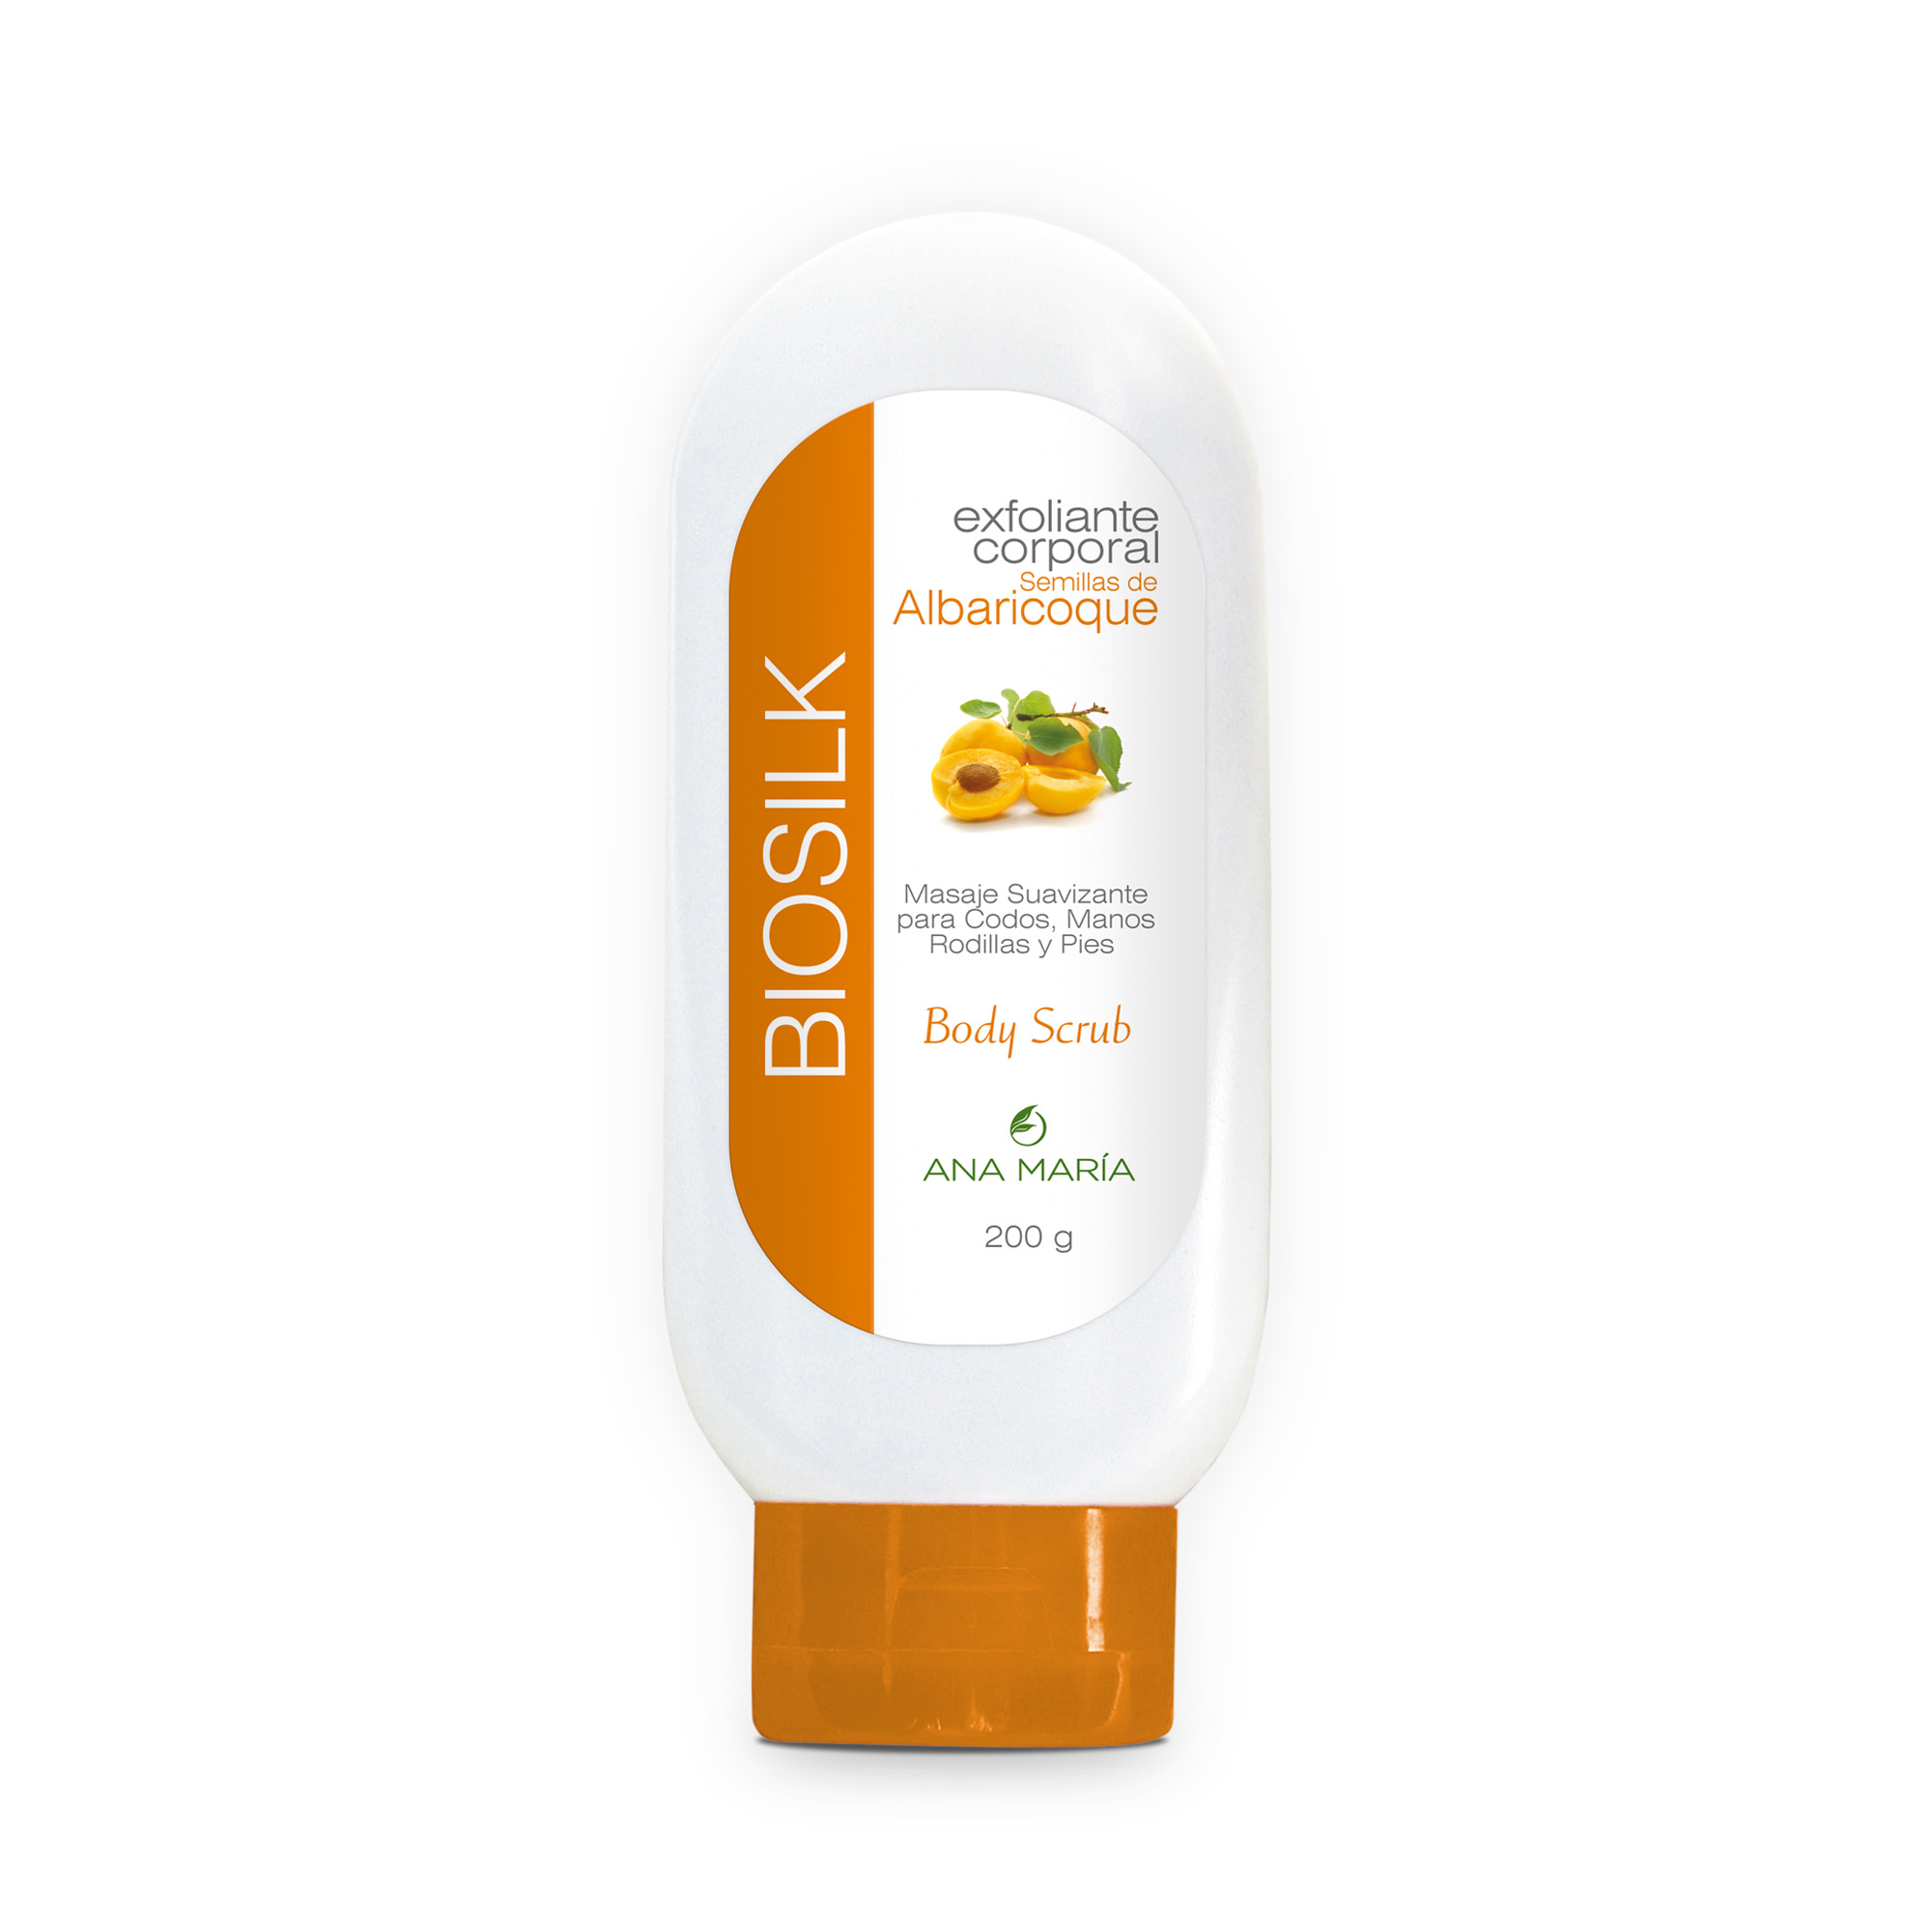 BIOSILK
exfoliante
corporal
Semillas de
Albaricoque
Masaje Suavizante
para Codos, Manos
Rodillas y Pies
Body Scrub
ANA MARÍA
200 g